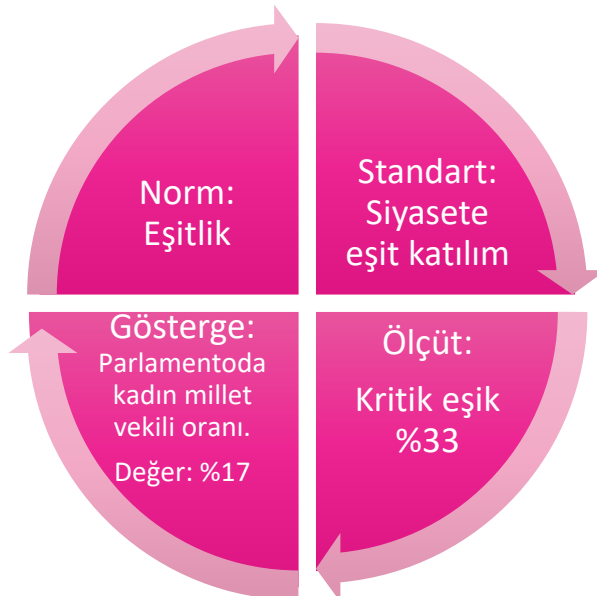 Norm:
Eşitlik
Standart:
Siyasete
eşit katılım
Ölçüt:
Kritik eşik
%33
Gösterge:
Parlamentoda
kadın millet
vekili oranı.
Değer: %17